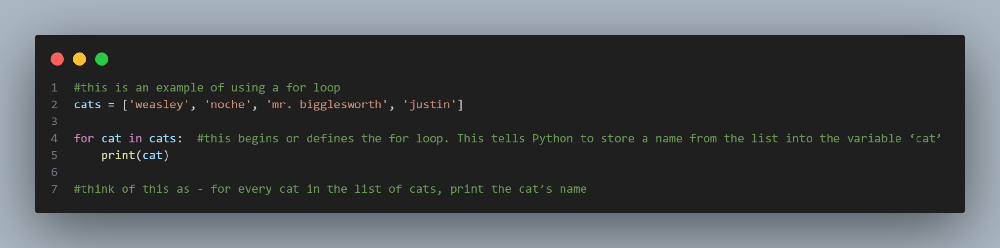 1 #this is an example of using a for loop
2 cats = ['weasley', 'noche', 'mr. bigglesworth', 'justin']
3
4 for cat in cats:  #this begins or defines the for loop. This tells Python to store a name from the list into the variable ‘cat’
5     print(cat)
6
7 #think of this as - for every cat in the list of cats, print the cat’s name